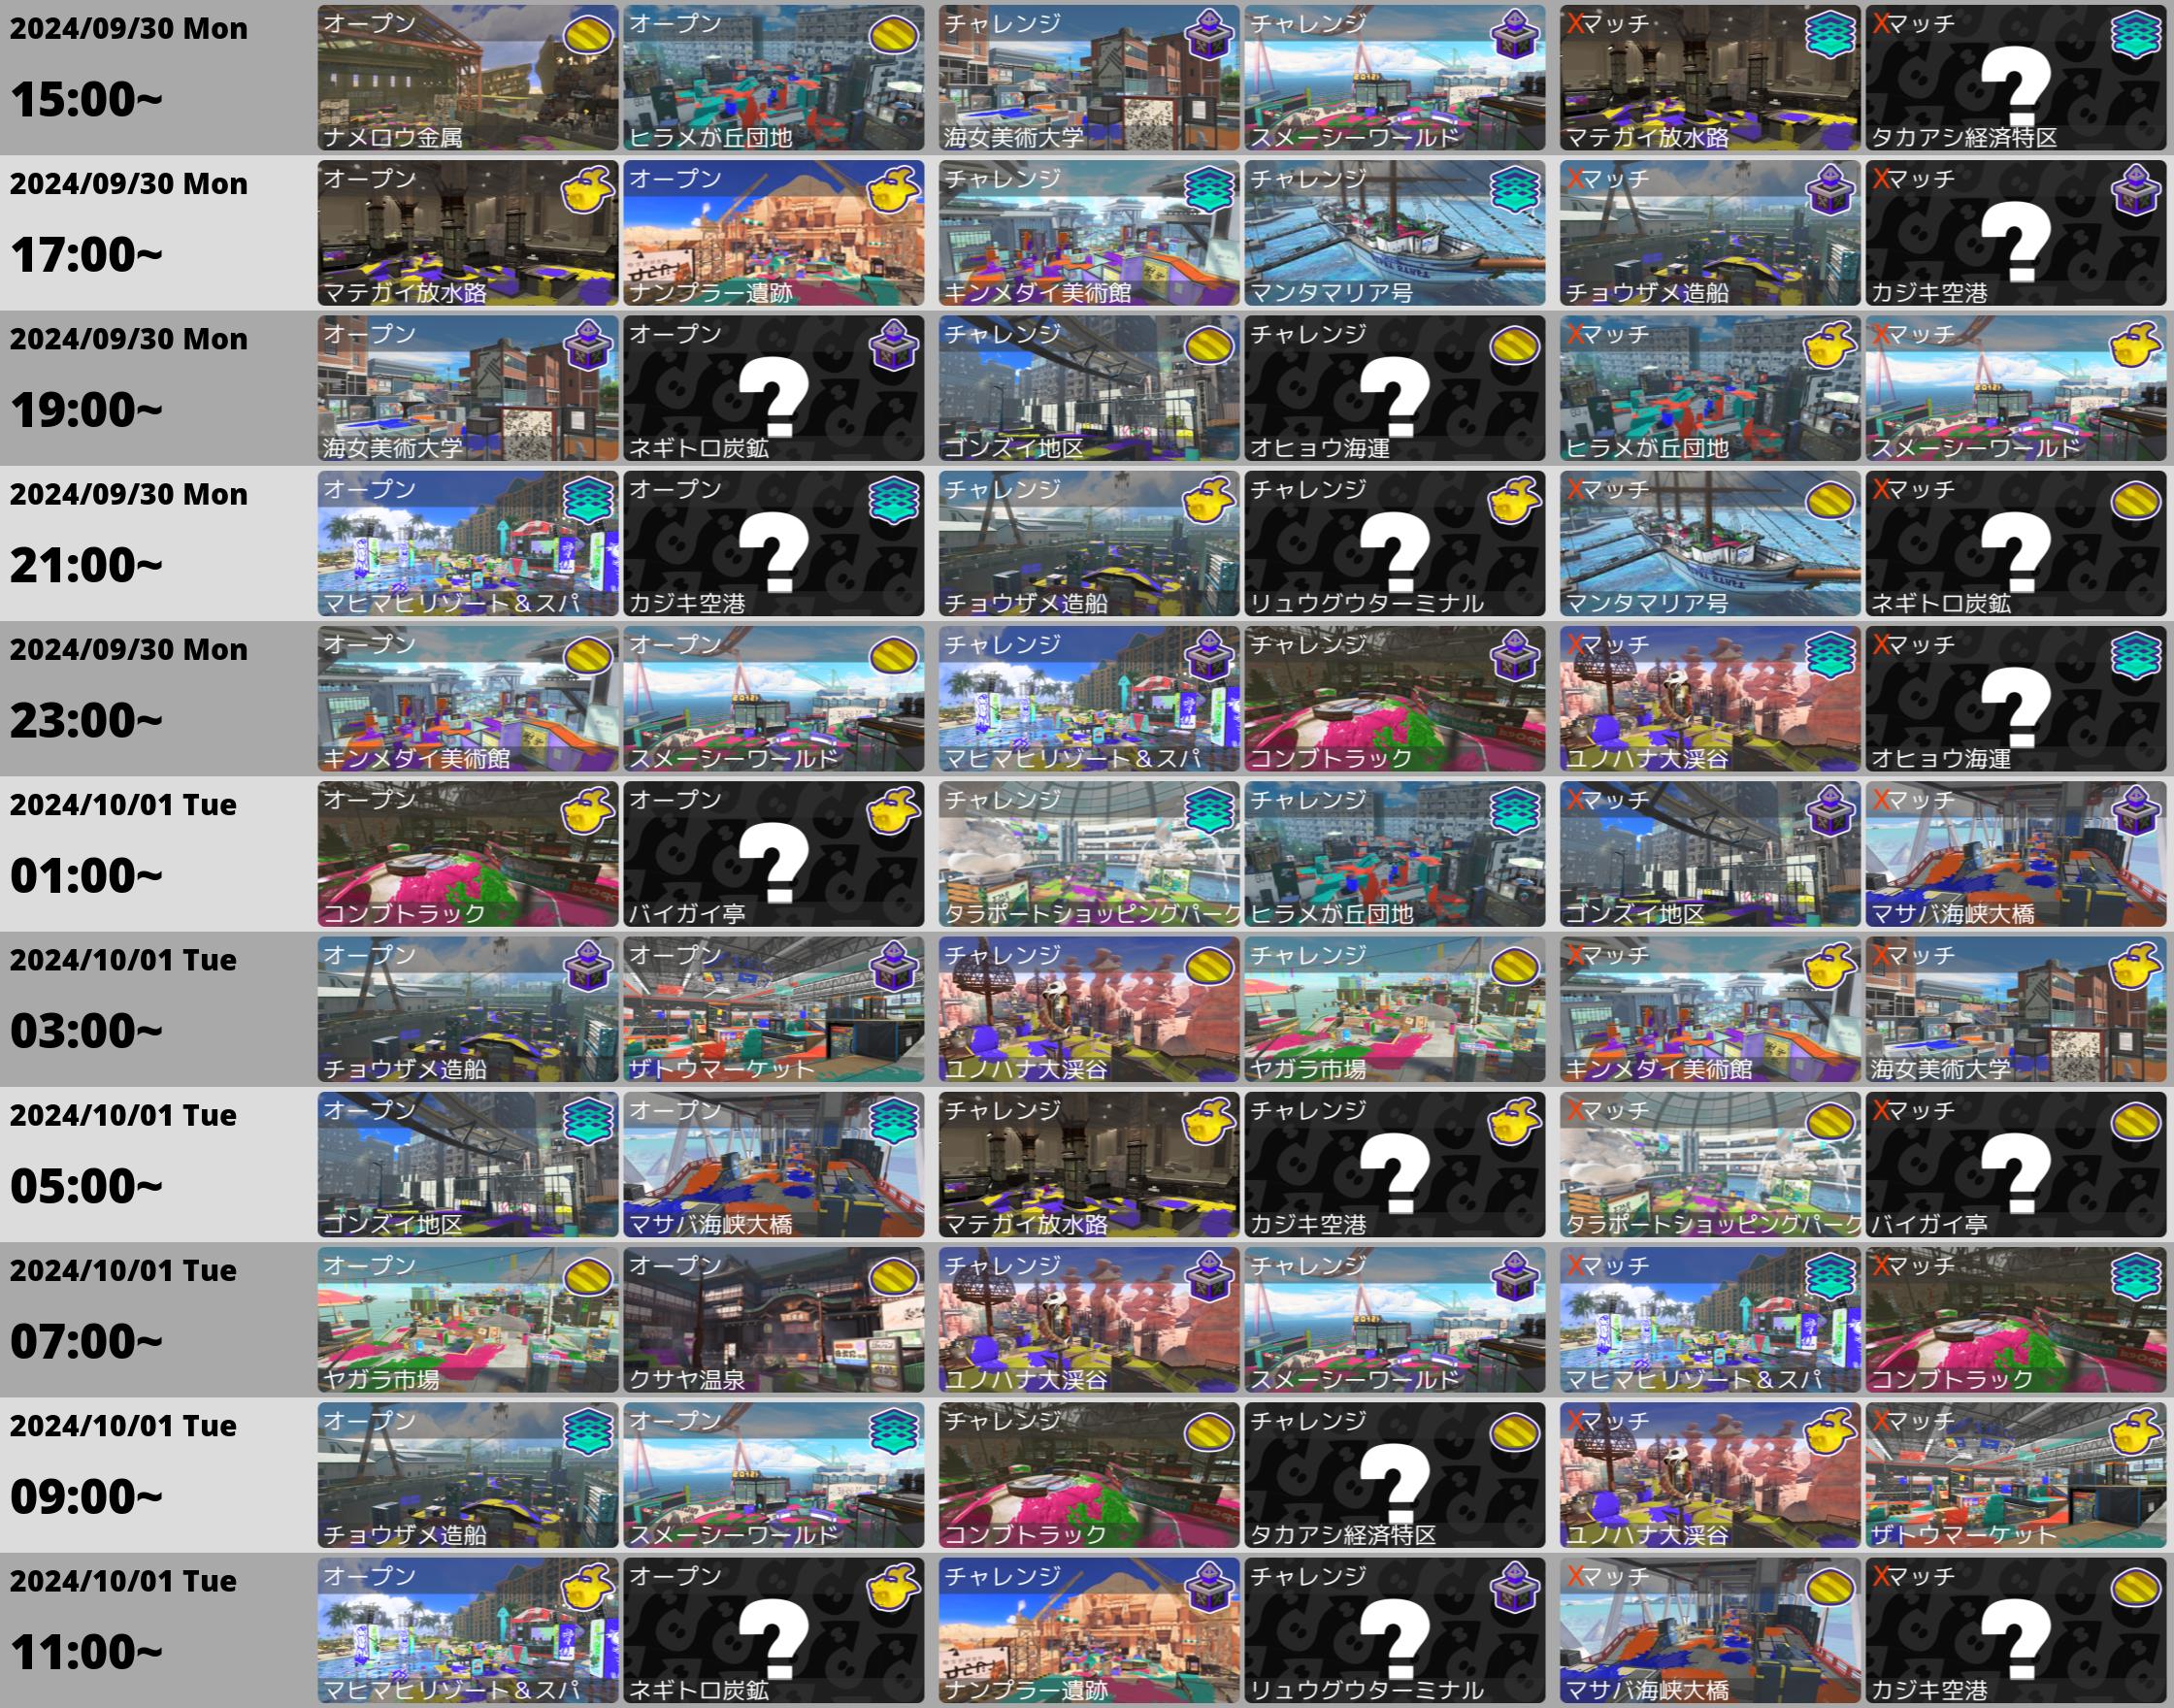 2024/09/30 Mon
15:00~
オープン
ナメロウ金属
オープン
ヒラメが丘団地
チャレンジ
海女美術大学
チャレンジ
スメーシーワールド
Xマッチ
マテガイ放水路
Xマッチ
タカアシ経済特区
2024/09/30 Mon
17:00~
オープン
マテガイ放水路
オープン
ナンプラー遺跡
チャレンジ
キンメダイ美術館
チャレンジ
マンタマリア号
Xマッチ
チョウザメ造船
Xマッチ
カジキ空港
2024/09/30 Mon
19:00~
オープン
海女美術大学
オープン
ネギトロ炭鉱
チャレンジ
ゴンズイ地区
チャレンジ
オヒョウ海運
Xマッチ
ヒラメが丘団地
Xマッチ
スメーシーワールド
2024/09/30 Mon
21:00~
オープン
マヒマヒリゾート＆スパ
オープン
カジキ空港
チャレンジ
チョウザメ造船
チャレンジ
リュウグウターミナル
Xマッチ
マンタマリア号
Xマッチ
ネギトロ炭鉱
2024/09/30 Mon
23:00~
オープン
キンメダイ美術館
オープン
スメーシーワールド
チャレンジ
マヒマヒリゾート＆スパ
チャレンジ
コンブトラック
Xマッチ
ユノハナ大渓谷
Xマッチ
オヒョウ海運
2024/10/01 Tue
01:00~
オープン
コンブトラック
オープン
バイガイ亭
チャレンジ
タラポートショッピングパーク
チャレンジ
ヒラメが丘団地
Xマッチ
ゴンズイ地区
Xマッチ
マサバ海峡大橋
2024/10/01 Tue
03:00~
オープン
チョウザメ造船
オープン
ザトウマーケット
チャレンジ
ユノハナ大渓谷
チャレンジ
ヤガラ市場
Xマッチ
キンメダイ美術館
Xマッチ
海女美術大学
2024/10/01 Tue
05:00~
オープン
ゴンズイ地区
オープン
マサバ海峡大橋
チャレンジ
マテガイ放水路
チャレンジ
カジキ空港
Xマッチ
タラポートショッピングパーク
Xマッチ
バイガイ亭
2024/10/01 Tue
07:00~
オープン
ヤガラ市場
オープン
クサヤ温泉
チャレンジ
ユノハナ大渓谷
チャレンジ
スメーシーワールド
Xマッチ
マヒマヒリゾート＆スパ
Xマッチ
コンブトラック
2024/10/01 Tue
09:00~
オープン
チョウザメ造船
オープン
スメーシーワールド
チャレンジ
コンブトラック
チャレンジ
タカアシ経済特区
Xマッチ
ユノハナ大渓谷
Xマッチ
ザトウマーケット
2024/10/01 Tue
11:00~
オープン
マヒマヒリゾート＆スパ
オープン
ネギトロ炭鉱
チャレンジ
ナンプラー遺跡
チャレンジ
リュウグウターミナル
Xマッチ
マサバ海峡大橋
Xマッチ
カジキ空港